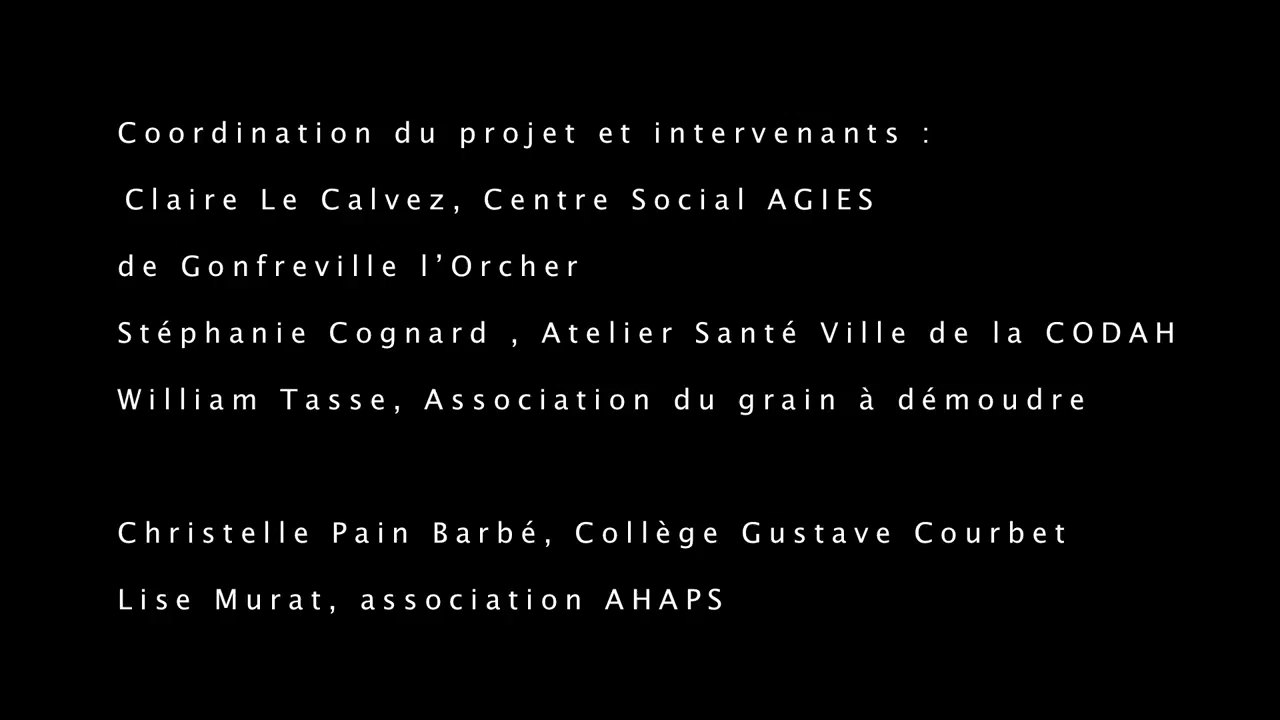 Coordination du projet et intervenants :
Claire Le Calvez, Centre Social AGIES
de Gonfreville l’Orcher
Stéphanie Cognard , Atelier Santé Ville de la CODAH
William Tasse, Association du grain à démoudre
Christelle Pain Barbé, Collège Gustave Courbet
Lise Murat, association AHAPS